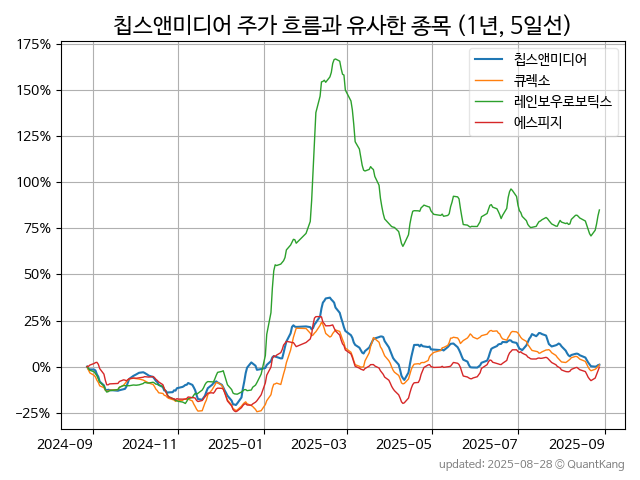 칩스앤미디어 주가 흐름과 유사한 종목 (1년, 5일선)
175%
150%
125%
100%
75%
50%
25%
0%
−25%
칩스앤미디어
큐렉소
레인보우로보틱스
에스피지
2024-09
2024-11
2025-01
2025-03
2025-05
2025-07
2025-09
updated: 2025-08-28 © QuantKang